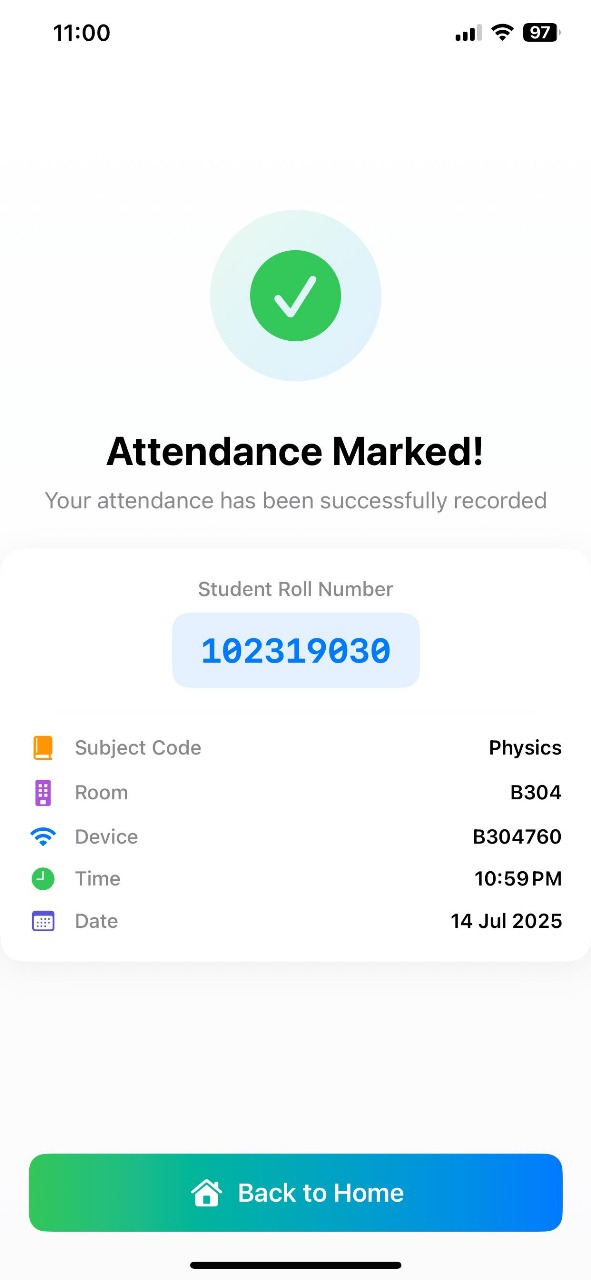 11:00 97
Attendance Marked!
Your attendance has been successfully recorded
Student Roll Number
102319030
Subject Code Physics
Room B304
Device B304760
Time 10:59 PM
Date 14 Jul 2025
Back to Home